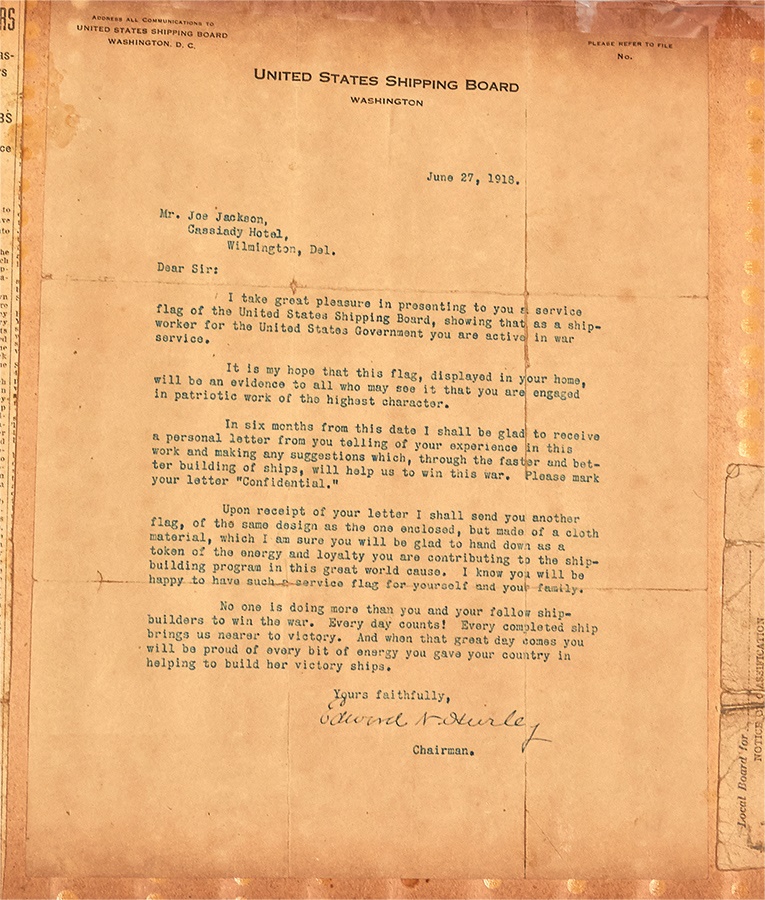 ADDRESS ALL COMMUNICATIONS TO
UNITED STATES SHIPPING BOARD
WASHINGTON, D. C.
PLEASE REFER TO FILE
No.
UNITED STATES SHIPPING BOARD
WASHINGTON
June 27, 1918.
Mr. Joe Jackson,
Cassiady Hotel,
Wilmington, Del.
Dear Sir:
I take great pleasure in presenting to you a service
flag of the United States Shipping Board, showing that as a ship-
worker for the United States Government you are active in war
service.
It is my hope that this flag, displayed in your home,
will be an evidence to all who may see it that you are engaged
in patriotic work of the highest character.
In six months from this date I shall be glad to receive
a personal letter from you telling of your experience in this
work and making any suggestions which, through the faster and bet-
ter building of ships, will help us to win this war. Please mark
your letter "Confidential."
Upon receipt of your letter I shall send you another
flag, of the same design as the one enclosed, but made of a cloth
material, which I am sure you will be glad to hand down as a
token of the energy and loyalty you are contributing to the ship-
building program in this great world cause. I know you will be
happy to have such a service flag for yourself and your family.
No one is doing more than you and your fellow ship-
builders to win the war. Every day counts! Every completed ship
brings us nearer to victory. And when that great day comes you
will be proud of every bit of energy you gave your country in
helping to build her victory ships.
Yours faithfully,
Edward N. Hurley
Chairman.
Local Board for
NOTICE OF CLASSIFICATION